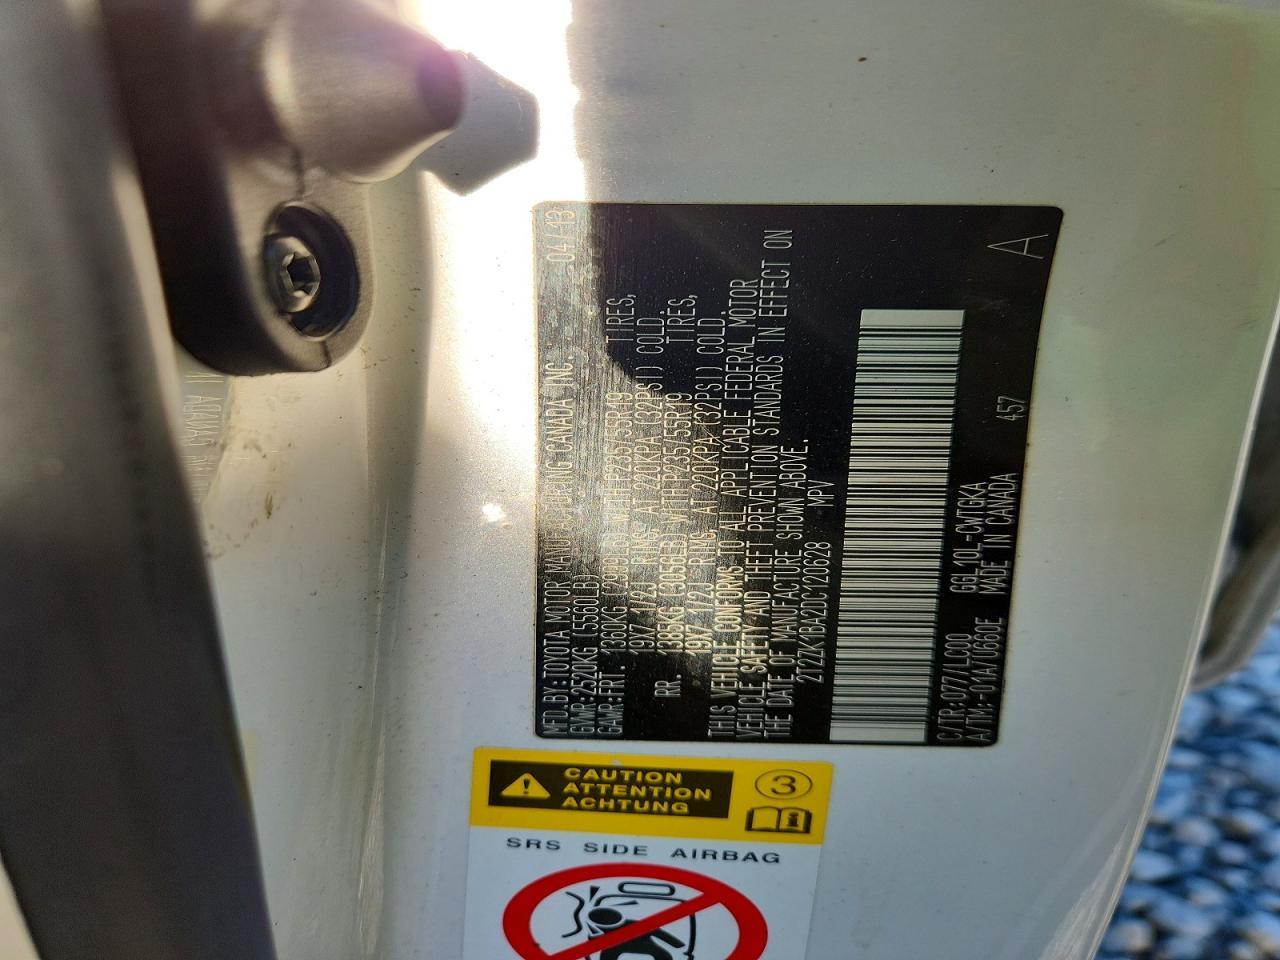 MFD.BY:TOYOTA MOTOR MANUFACTURING CANADA INC. 04/13
GVWR:2520KG (5560LB)
GAWR:FRT. 1360KG WITH P235/55R19 TIRES,
19X7 1/2J RIMS, AT 220KPA (32PSI) COLD.
RR. 1385KG (3056LB) WITH P235/55R19 TIRES,
19X7 1/2J RIMS, AT 220KPA (32PSI) COLD.
THIS VEHICLE CONFORMS TO ALL APPLICABLE FEDERAL MOTOR
VEHICLE SAFETY AND THEFT PREVENTION STANDARDS IN EFFECT ON
THE DATE OF MANUFACTURE SHOWN ABOVE.
2T2ZK1BA2DC120628 MPV
C/TR:077/LC00 GGL10L-CWTGKA 457 A
A/TM:-011A/U660E MADE IN CANADA
CAUTION
ATTENTION
ACHTUNG
3
SRS SIDE AIRBAG